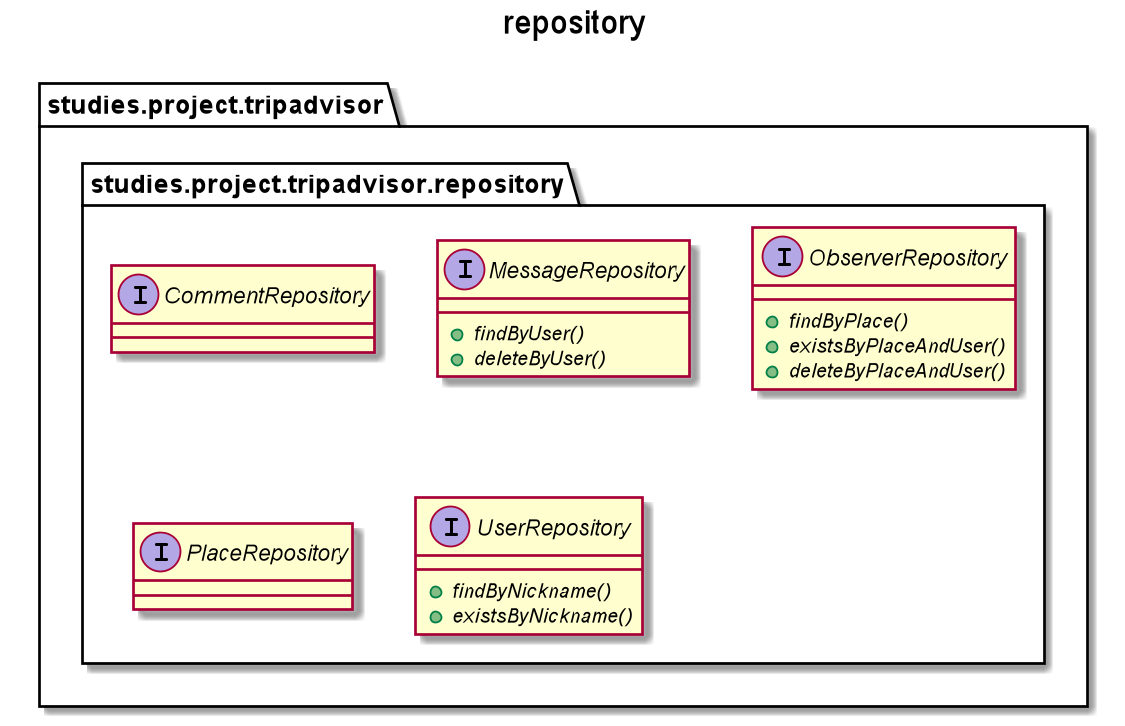 repository
studies.project.tripadvisor
studies.project.tripadvisor.repository
I CommentRepository
I MessageRepository
findByUser()
deleteByUser()
I ObserverRepository
findByPlace()
existsByPlaceAndUser()
deleteByPlaceAndUser()
I PlaceRepository
I UserRepository
findByNickname()
existsByNickname()